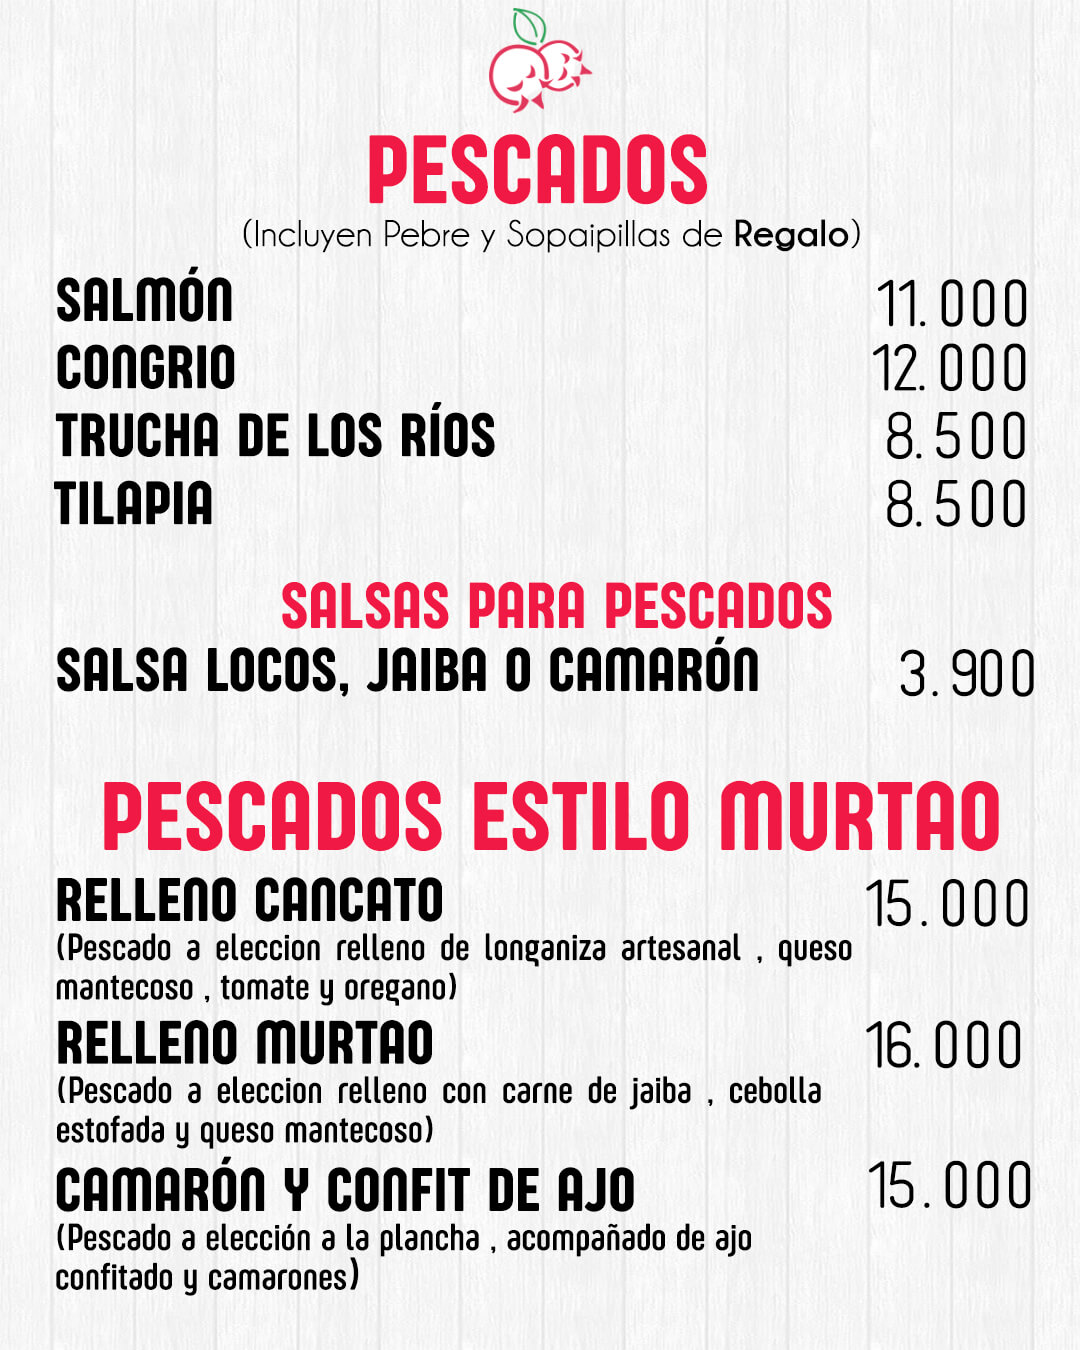 PESCADOS
(Incluyen Pebre y Sopaipillas de Regalo)
SALMÓN 11.000
CONGRIO 12.000
TRUCHA DE LOS RÍOS 8.500
TILAPIA 8.500
SALSAS PARA PESCADOS
SALSA LOCOS, JAIBA O CAMARÓN 3.900
PESCADOS ESTILO MURTAO
RELLENO CANCATO 15.000
(Pescado a eleccion relleno de longaniza artesanal , queso
mantecoso , tomate y oregano)
RELLENO MURTAO 16.000
(Pescado a eleccion relleno con carne de jaiba , cebolla
estofada y queso mantecoso)
CAMARÓN Y CONFIT DE AJO 15.000
(Pescado a elección a la plancha , acompañado de ajo
confitado y camarones)